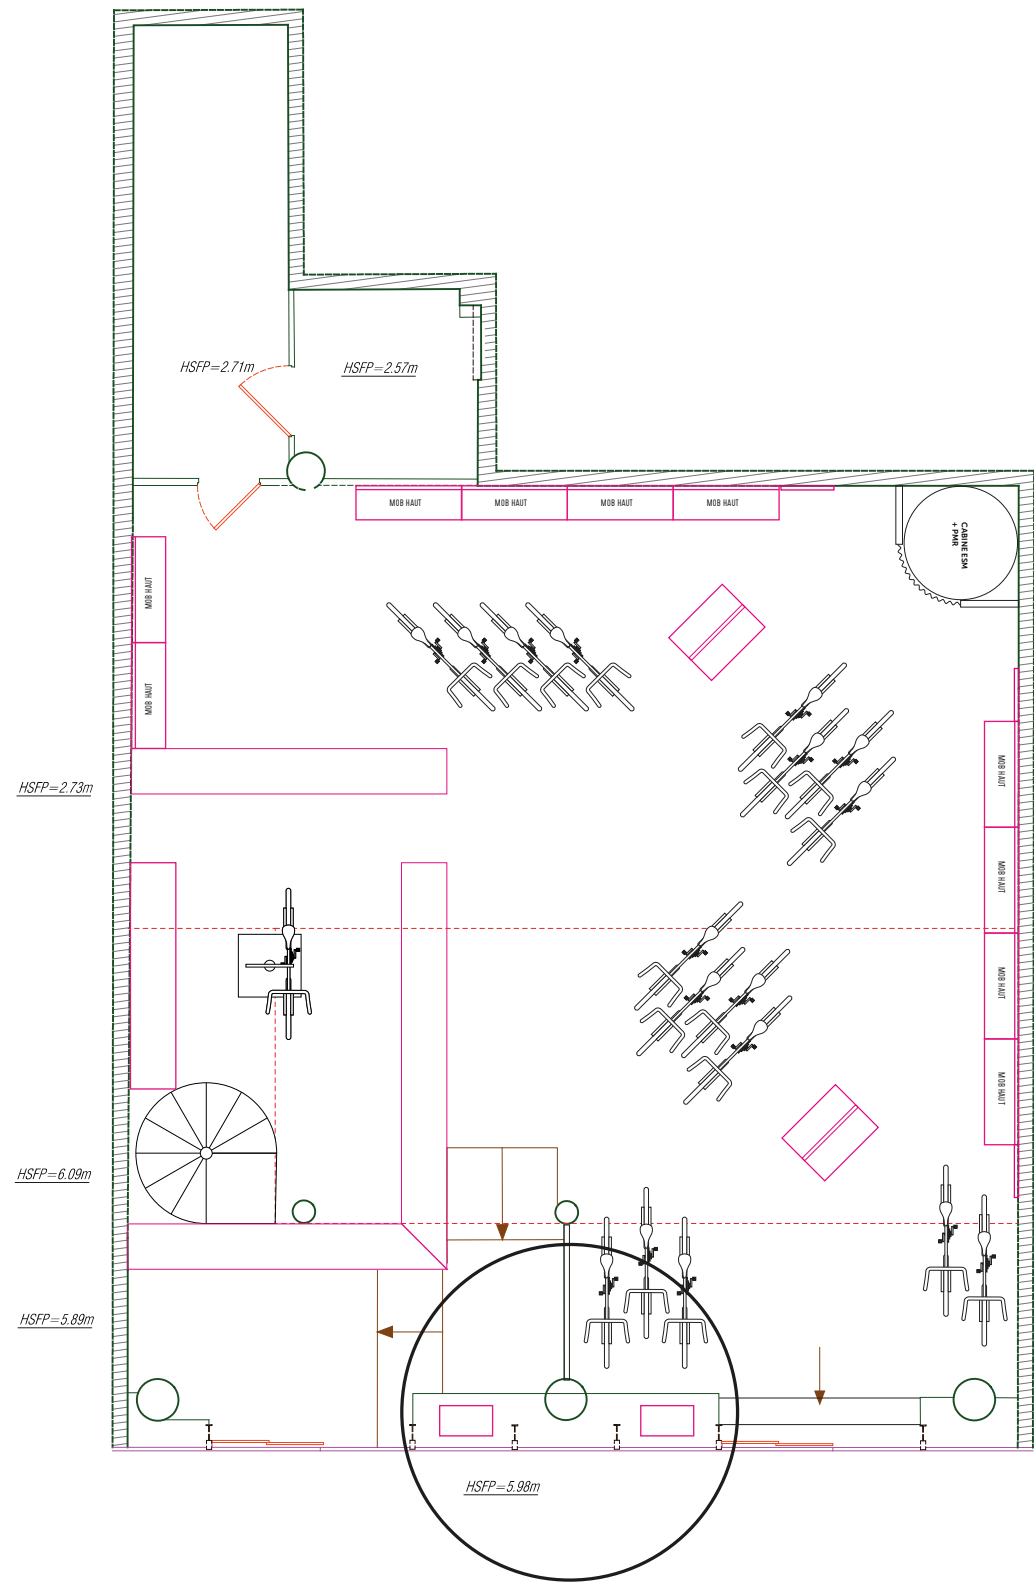 HSFP=2.71m
HSFP=2.57m
MOB HAUT
MOB HAUT
MOB HAUT
MOB HAUT
CABINE ESM
+ PMR
MOB HAUT
MOB HAUT
HSFP=2.73m
MOB HAUT
MOB HAUT
MOB HAUT
MOB HAUT
HSFP=6.09m
HSFP=5.89m
HSFP=5.98m